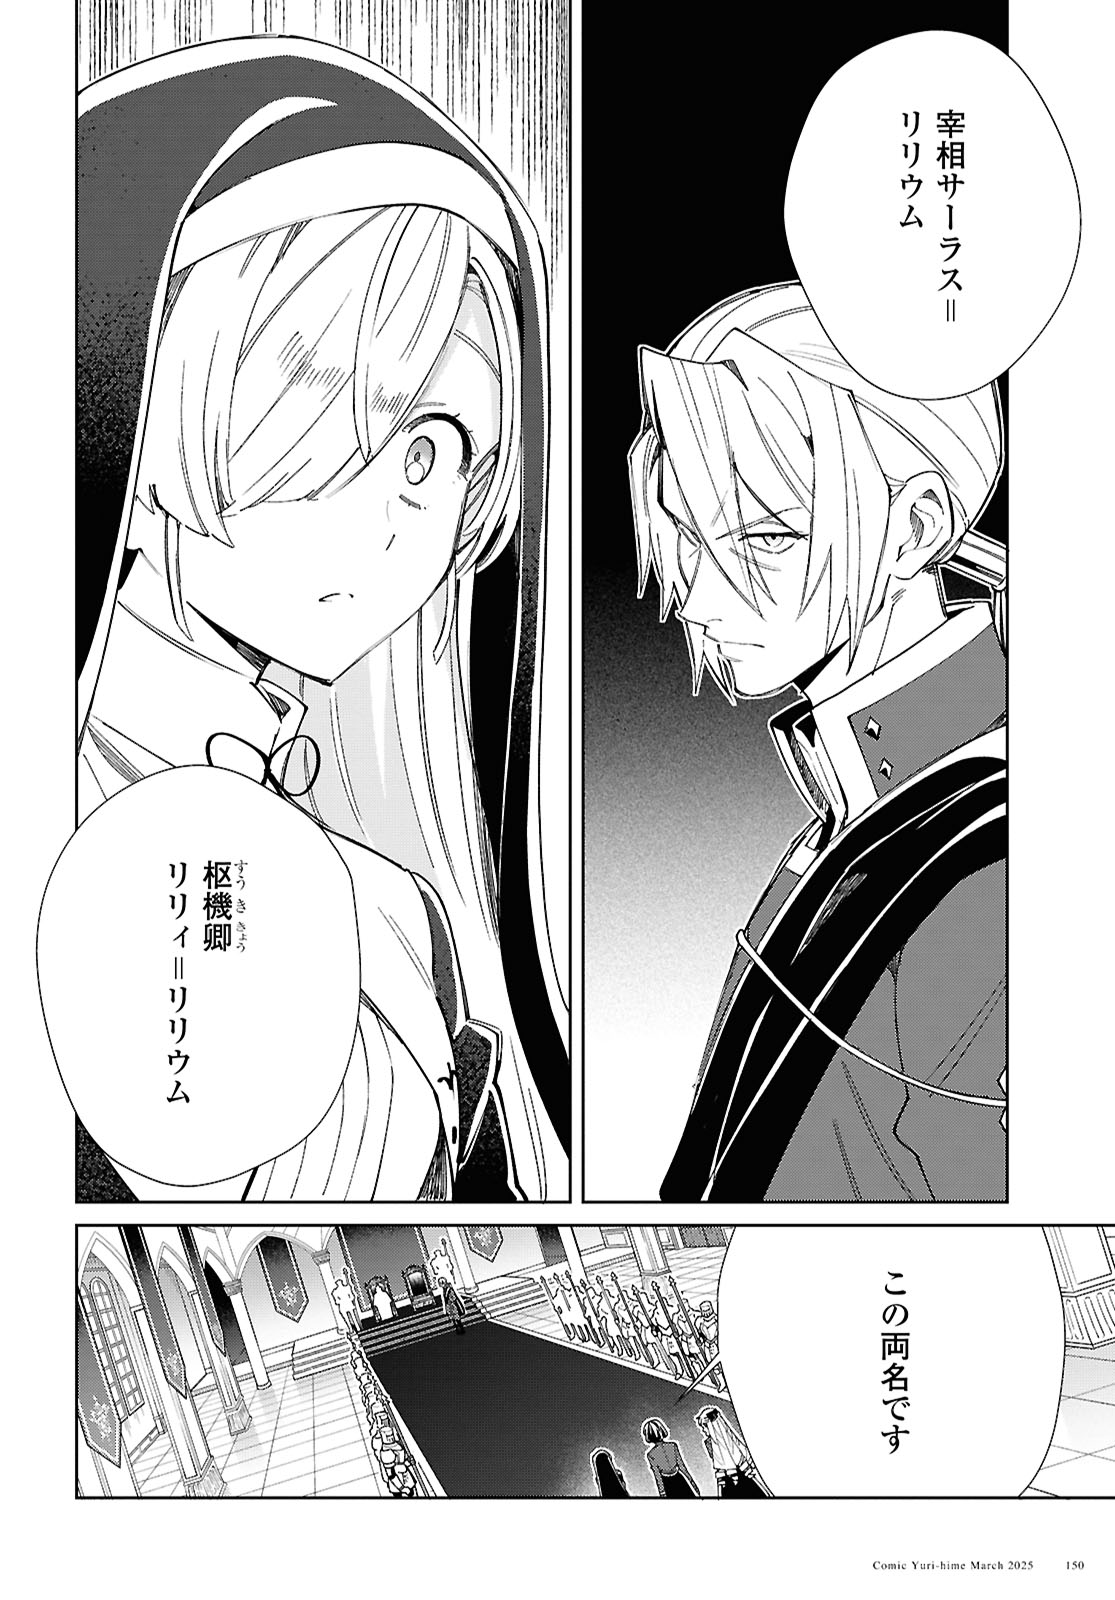 宰相サーラス＝
リリウム
枢機卿
すうききょう
リリィ＝リリウム
この両名です
Comic Yuri-hime March 2025 150